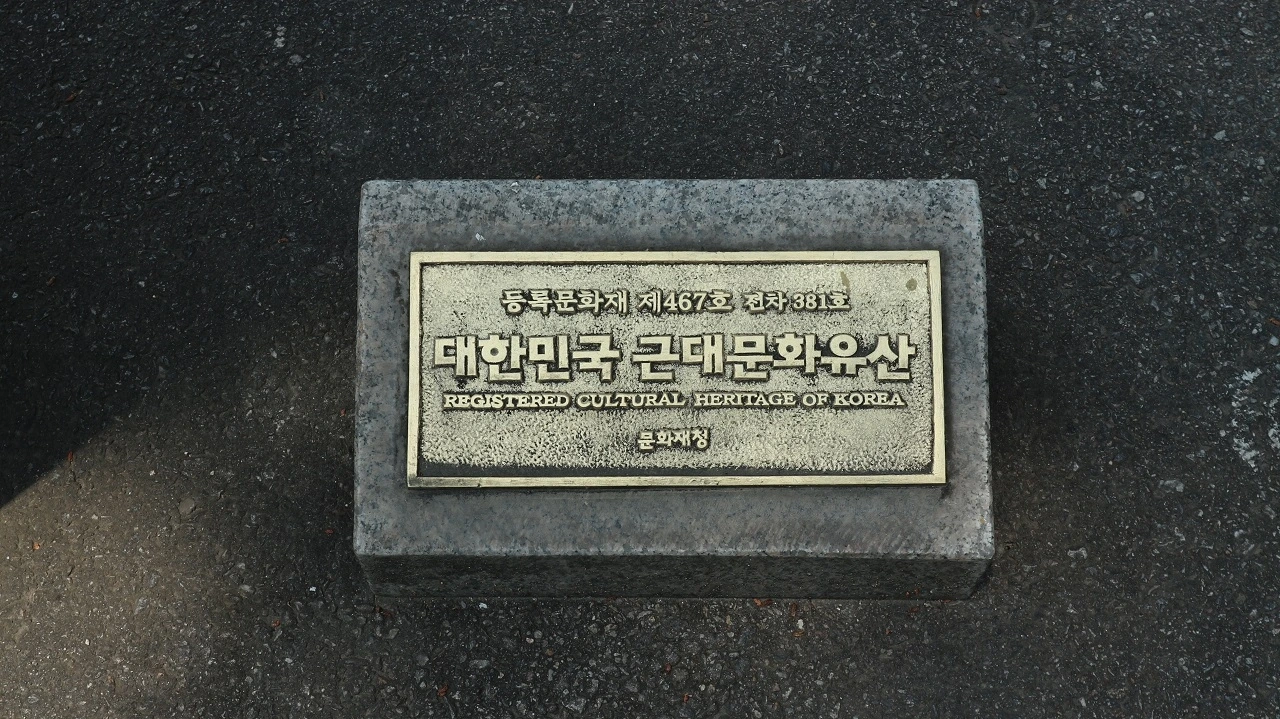 등록문화재 제467호 전차 381호
대한민국 근대문화유산
REGISTERED CULTURAL HERITAGE OF KOREA
문화재청